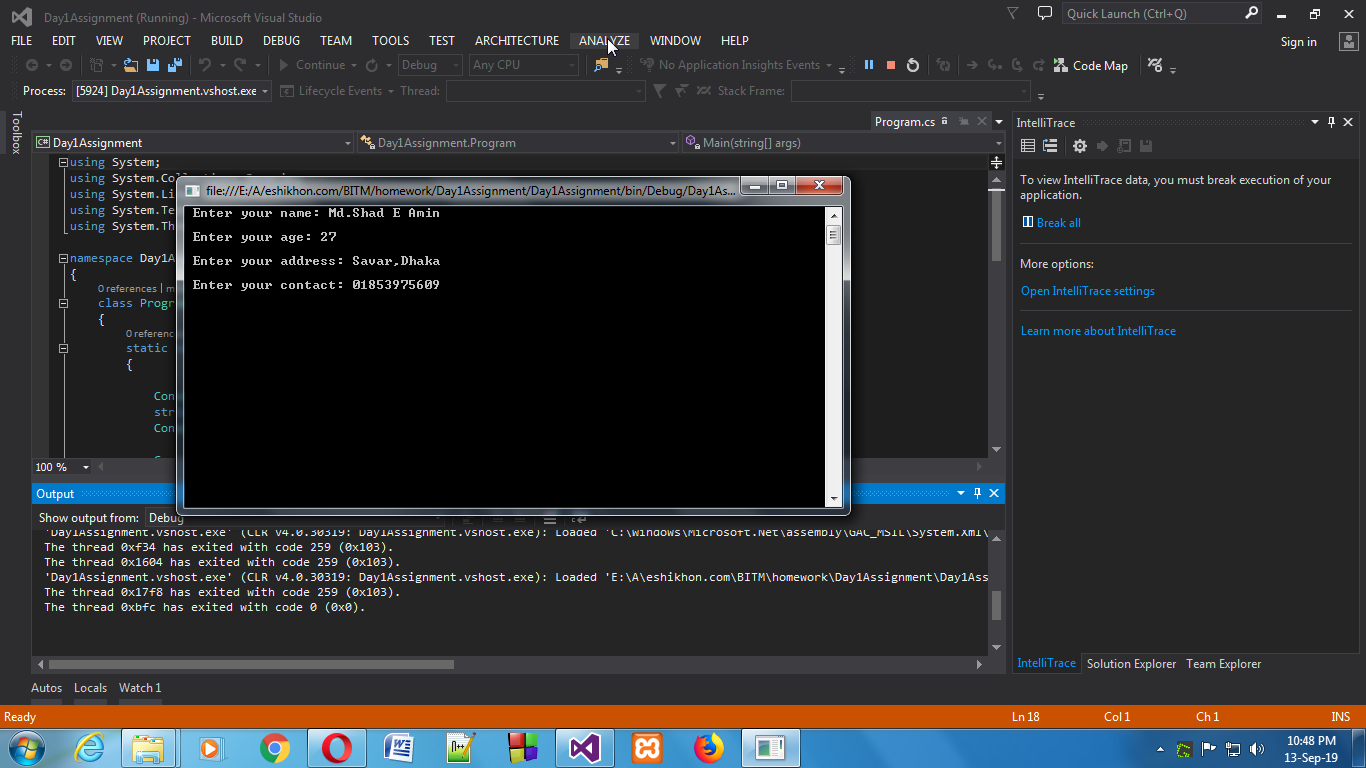 Day1Assignment (Running) - Microsoft Visual Studio
Quick Launch (Ctrl+Q)
FILE EDIT VIEW PROJECT BUILD DEBUG TEAM TOOLS TEST ARCHITECTURE ANALYZE WINDOW HELP
Sign in
Continue Debug Any CPU No Application Insights Events Code Map
Process: [5924] Day1Assignment.vshost.exe Lifecycle Events Thread: Stack Frame:
Toolbox
Program.cs
Day1Assignment Day1Assignment.Program Main(string[] args)
using System;
using System.Co
using System.Li
using System.Te
using System.Th
namespace Day1A
{
0 references | m
class Progr
{
0 referenc
static
{
Con
str
Con
file:///E:/A/eshikhon.com/BITM/homework/Day1Assignment/Day1Assignment/bin/Debug/Day1As...
Enter your name: Md.Shad E Amin
Enter your age: 27
Enter your address: Savar,Dhaka
Enter your contact: 01853975609
100 %
Output
Show output from: Debug
'Day1Assignment.vshost.exe' (CLR v4.0.30319: Day1Assignment.vshost.exe): Loaded 'C:\Windows\Microsoft.Net\assembly\GAC_MSIL\System.Xml\
The thread 0xf34 has exited with code 259 (0x103).
The thread 0x1604 has exited with code 259 (0x103).
'Day1Assignment.vshost.exe' (CLR v4.0.30319: Day1Assignment.vshost.exe): Loaded 'E:\A\eshikhon.com\BITM\homework\Day1Assignment\Day1Ass
The thread 0x17f8 has exited with code 259 (0x103).
The thread 0xbfc has exited with code 0 (0x0).
IntelliTrace
To view IntelliTrace data, you must break execution of your
application.
Break all
More options:
Open IntelliTrace settings
Learn more about IntelliTrace
IntelliTrace Solution Explorer Team Explorer
Autos Locals Watch 1
Ready Ln 18 Col 1 Ch 1 INS
10:48 PM
13-Sep-19